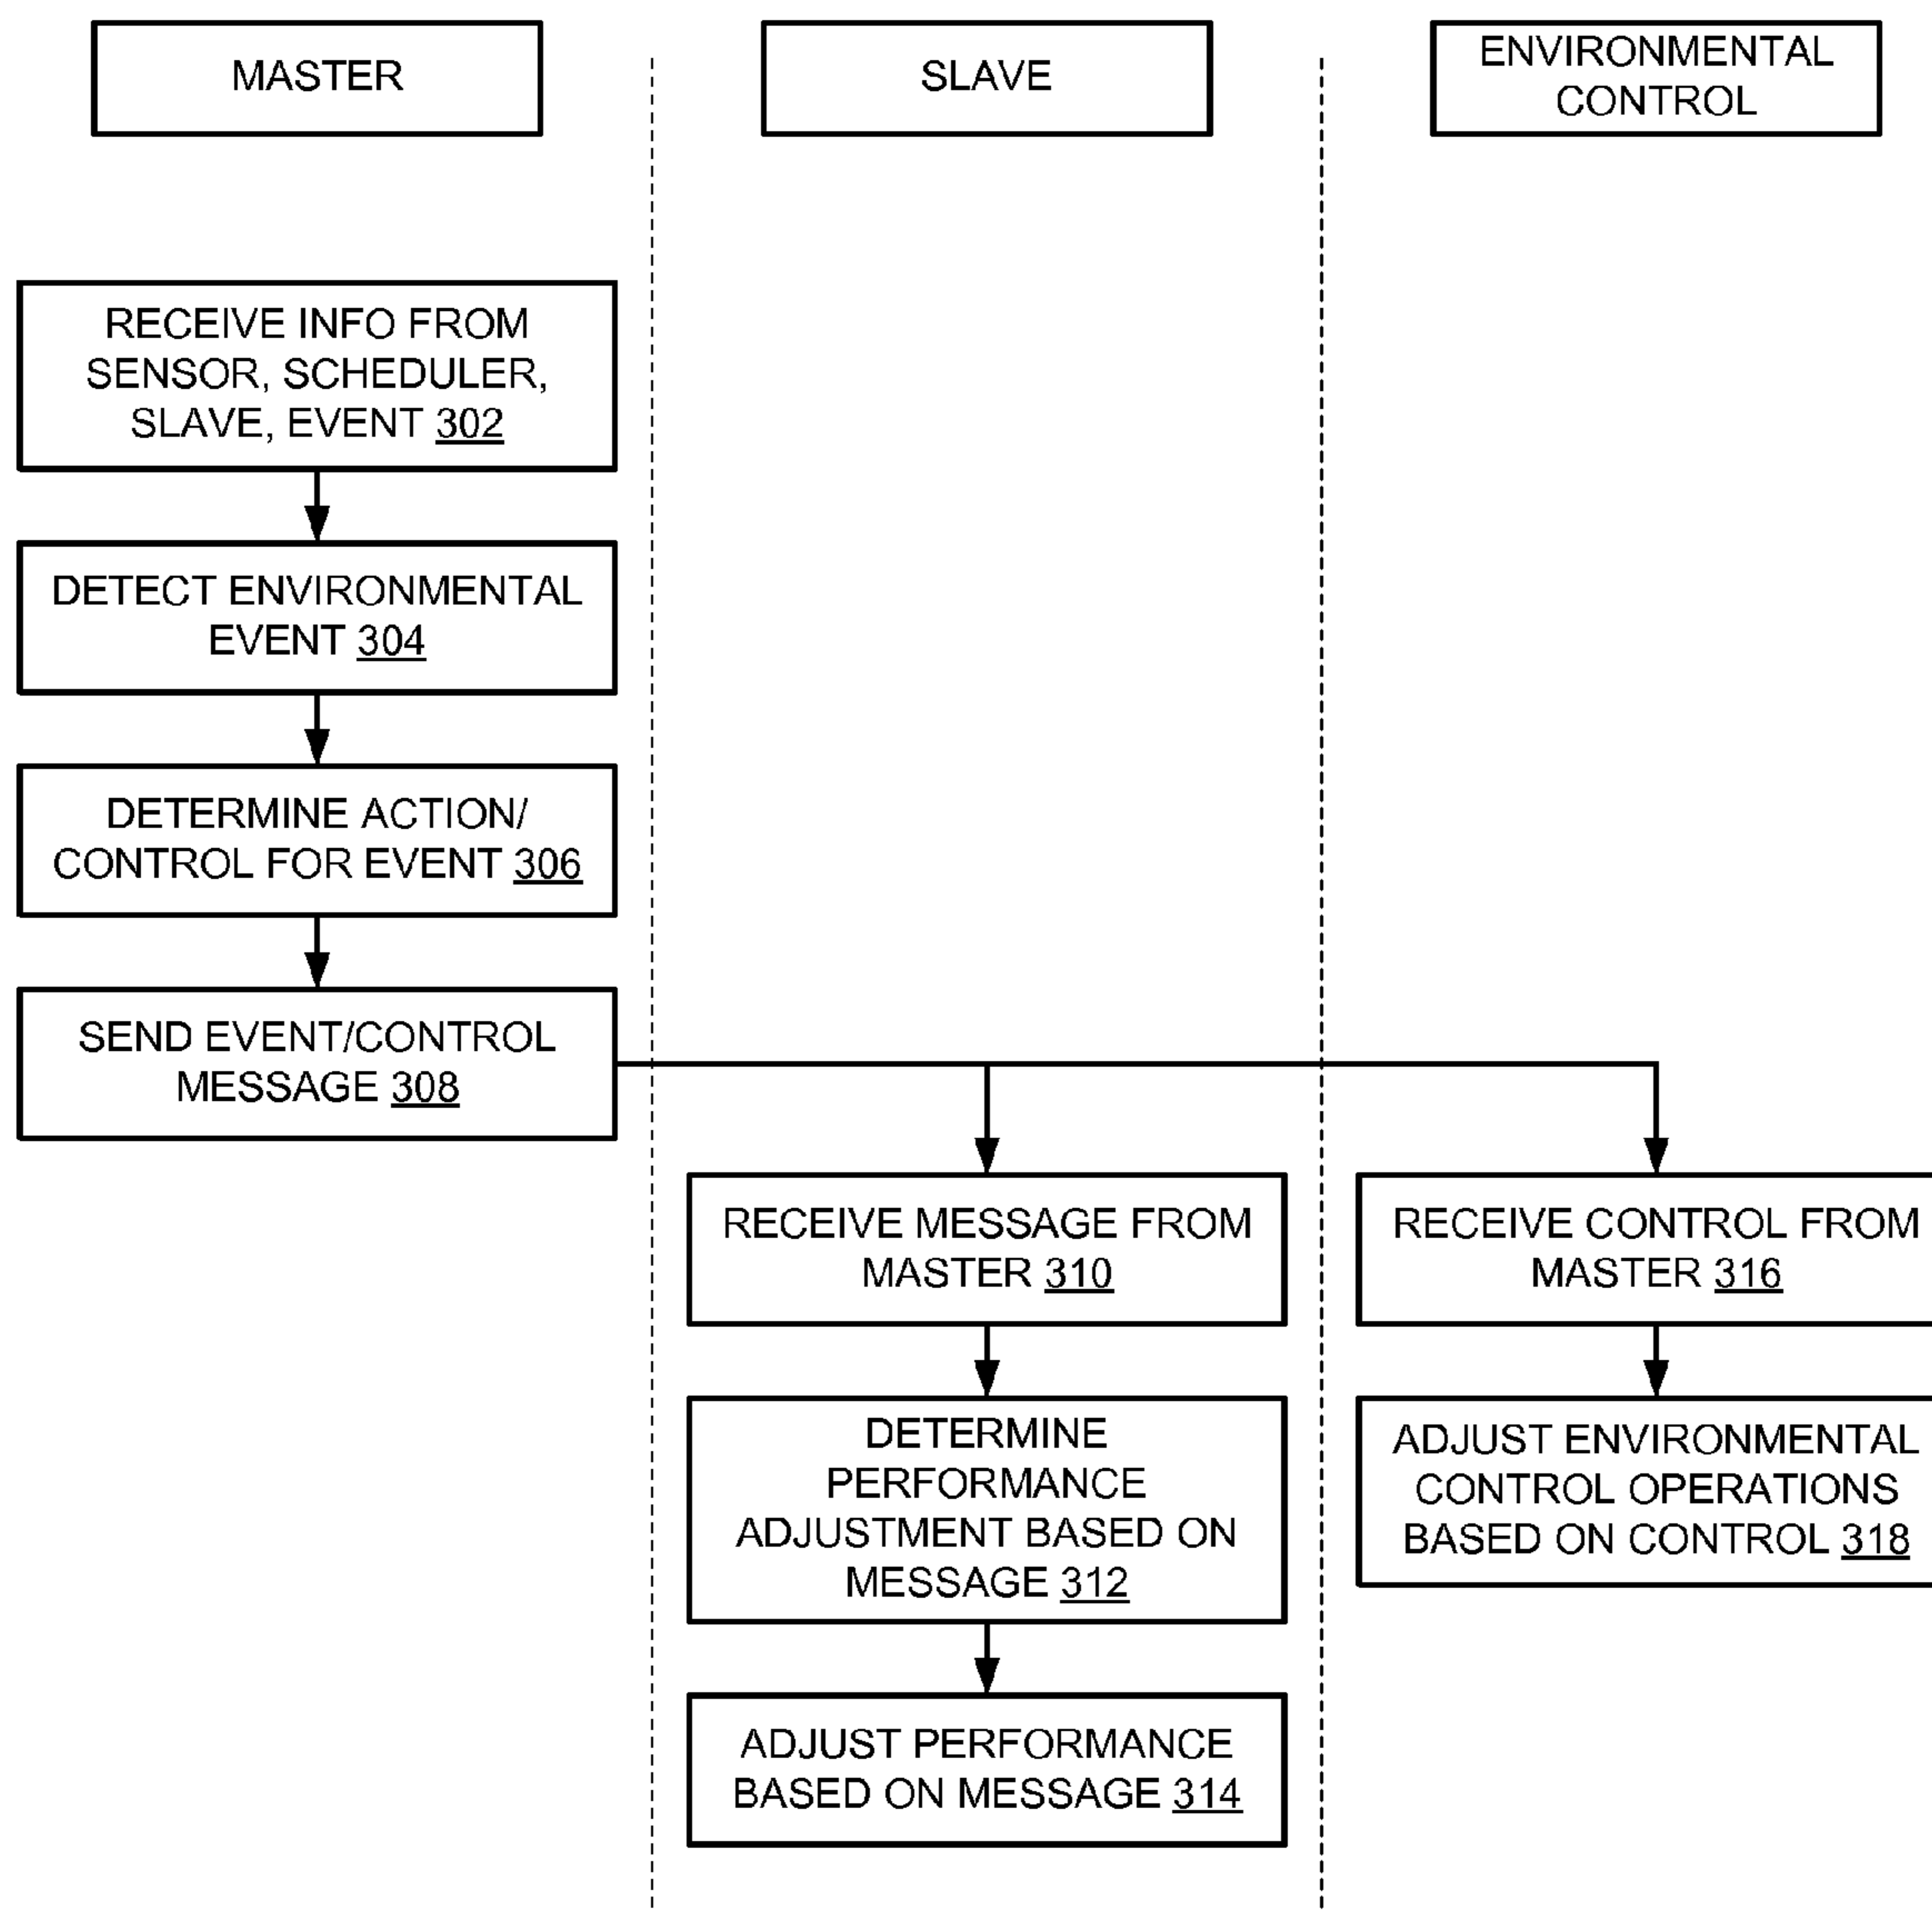 MASTER
SLAVE
ENVIRONMENTAL
CONTROL
RECEIVE INFO FROM
SENSOR, SCHEDULER,
SLAVE, EVENT 302
DETECT ENVIRONMENTAL
EVENT 304
DETERMINE ACTION/
CONTROL FOR EVENT 306
SEND EVENT/CONTROL
MESSAGE 308
RECEIVE MESSAGE FROM
MASTER 310
DETERMINE
PERFORMANCE
ADJUSTMENT BASED ON
MESSAGE 312
ADJUST PERFORMANCE
BASED ON MESSAGE 314
RECEIVE CONTROL FROM
MASTER 316
ADJUST ENVIRONMENTAL
CONTROL OPERATIONS
BASED ON CONTROL 318